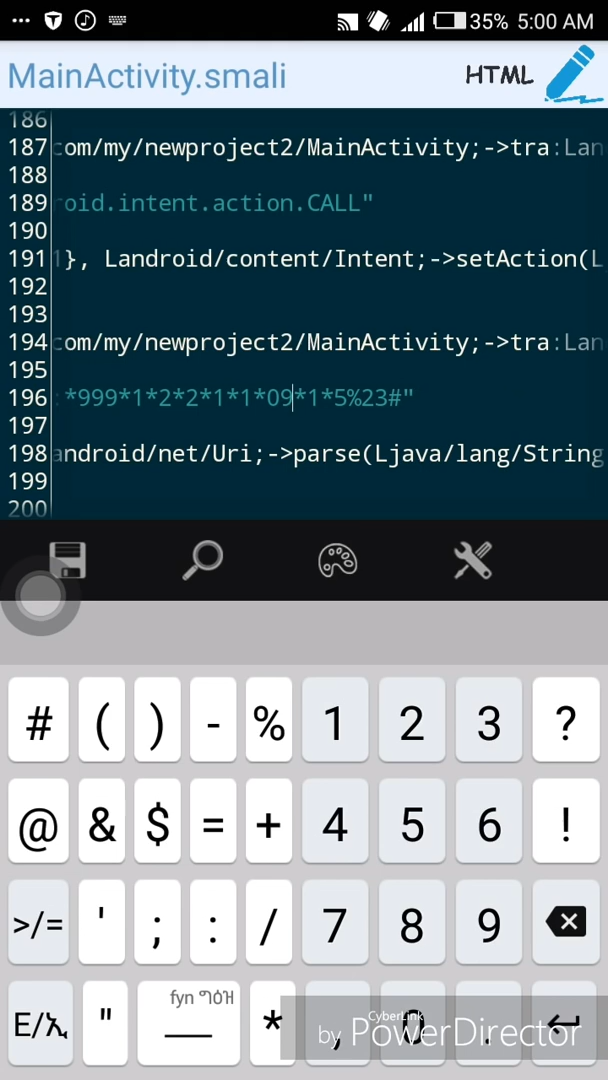 35% 5:00 AM
MainActivity.smali HTML
186
187 com/my/newproject2/MainActivity;->tra:Lan
188
189 roid.intent.action.CALL"
190
191 1}, Landroid/content/Intent;->setAction(L
192
193
194 com/my/newproject2/MainActivity;->tra:Lan
195
196 :*999*1*2*2*1*1*09*1*5%23#"
197
198 android/net/Uri;->parse(Ljava/lang/String
199
200
# ( ) - % 1 2 3 ?
@ & $ = + 4 5 6 !
>/= ' ; : / 7 8 9
E/አ " fyn ግዕዝ * , 0 .
CyberLink
by PowerDirector